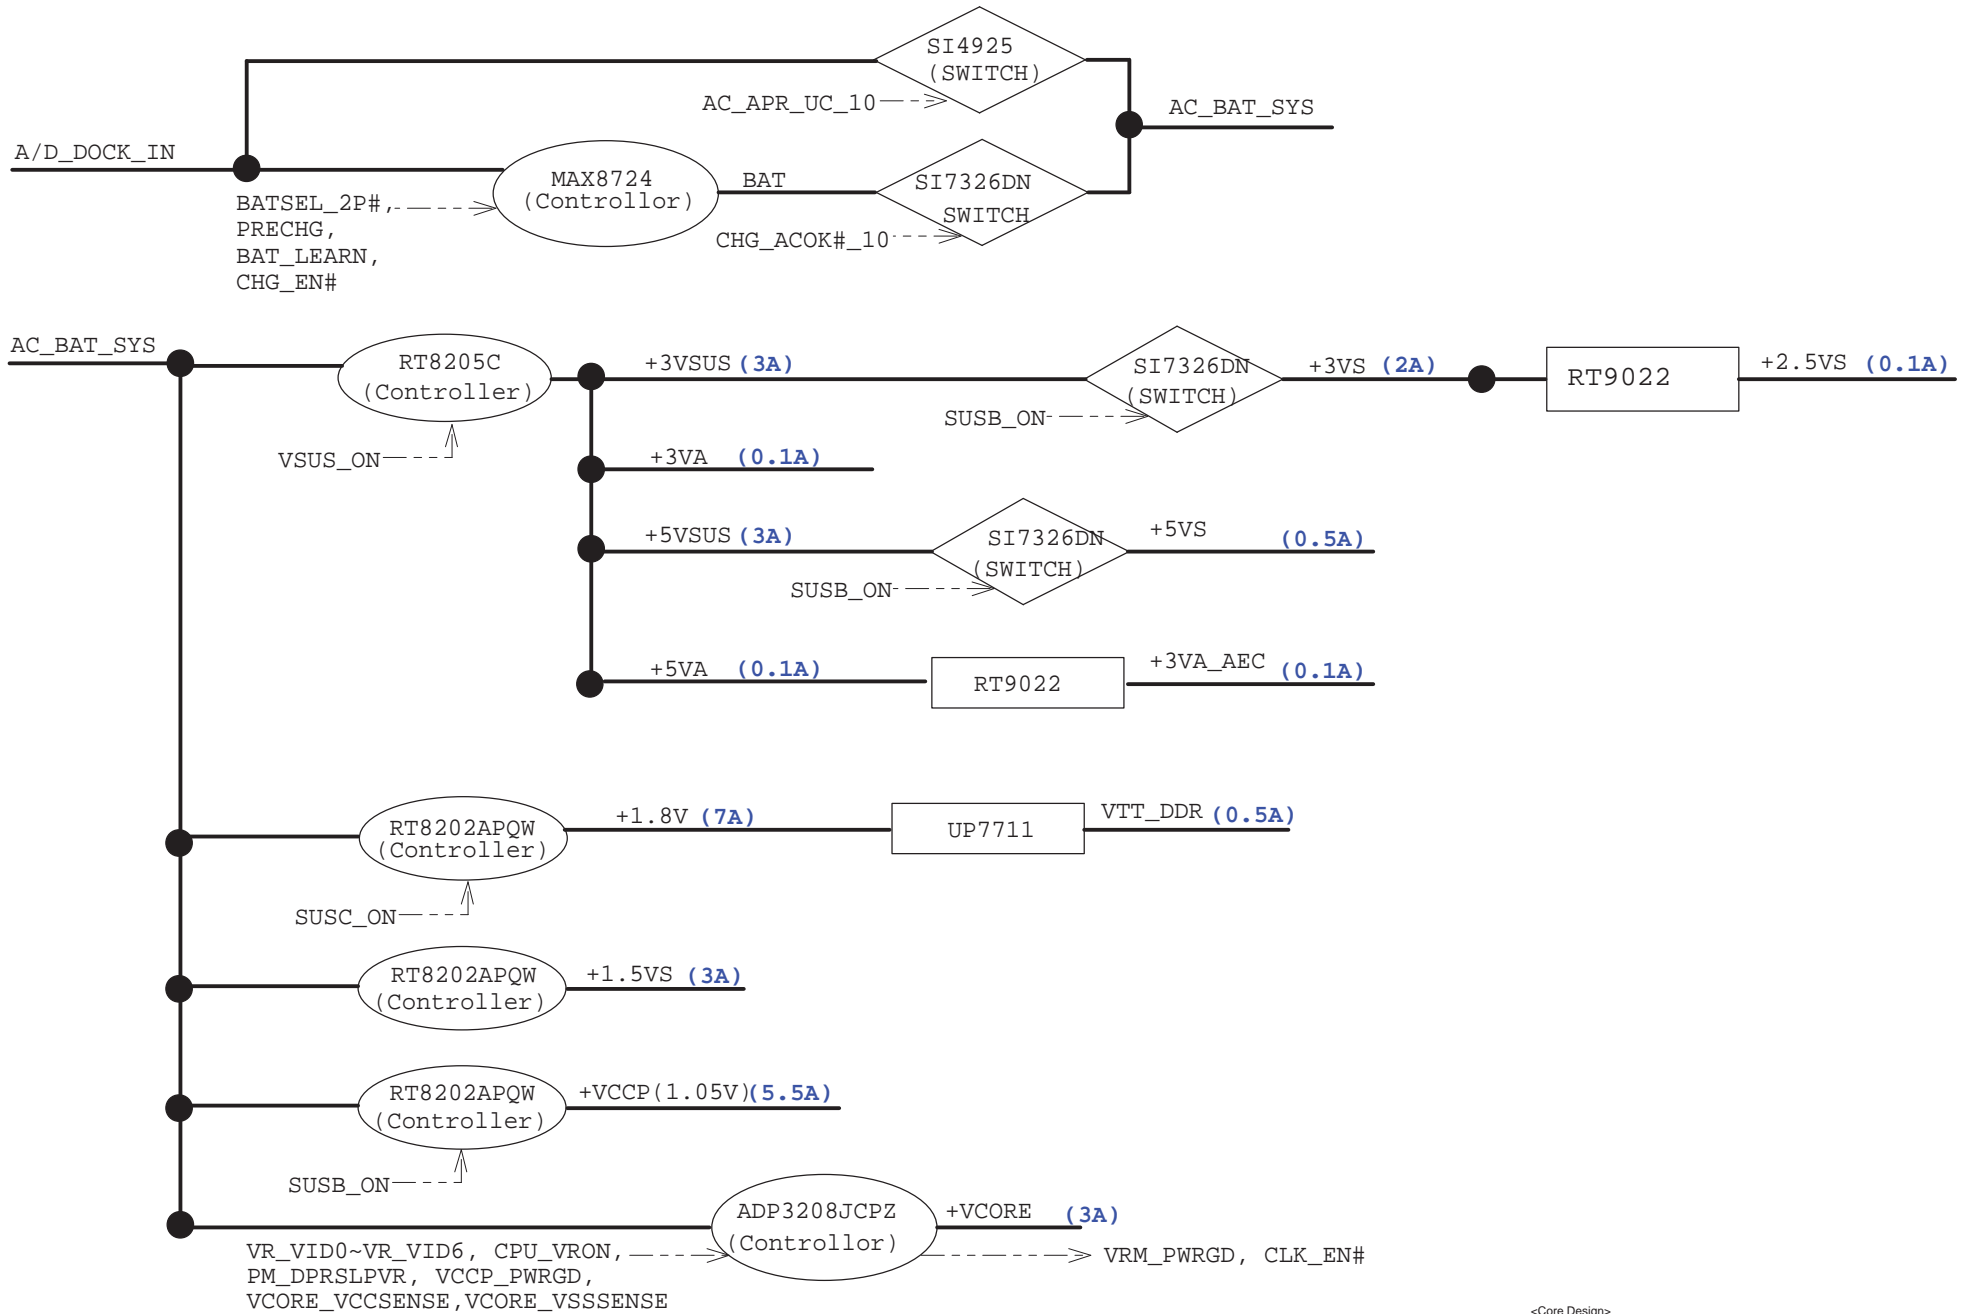 SI4925
(SWITCH)
AC_APR_UC_10
AC_BAT_SYS
A/D_DOCK_IN
MAX8724
(Controllor)
BAT
SI7326DN
SWITCH
BATSEL_2P#,
PRECHG,
BAT_LEARN,
CHG_EN#
CHG_ACOK#_10
AC_BAT_SYS
RT8205C
(Controller)
VSUS_ON
+3VSUS (3A)
SI7326DN
(SWITCH)
SUSB_ON
+3VS (2A)
RT9022
+2.5VS (0.1A)
+3VA (0.1A)
+5VSUS (3A)
SI7326DN
(SWITCH)
SUSB_ON
+5VS (0.5A)
+5VA (0.1A)
RT9022
+3VA_AEC (0.1A)
RT8202APQW
(Controller)
SUSC_ON
+1.8V (7A)
UP7711
VTT_DDR (0.5A)
RT8202APQW
(Controller)
+1.5VS (3A)
RT8202APQW
(Controller)
+VCCP(1.05V)(5.5A)
SUSB_ON
ADP3208JCPZ
(Controllor)
+VCORE (3A)
VR_VID0~VR_VID6, CPU_VRON,
PM_DPRSLPVR, VCCP_PWRGD,
VCORE_VCCSENSE,VCORE_VSSSENSE
VRM_PWRGD, CLK_EN#
<Core Design>